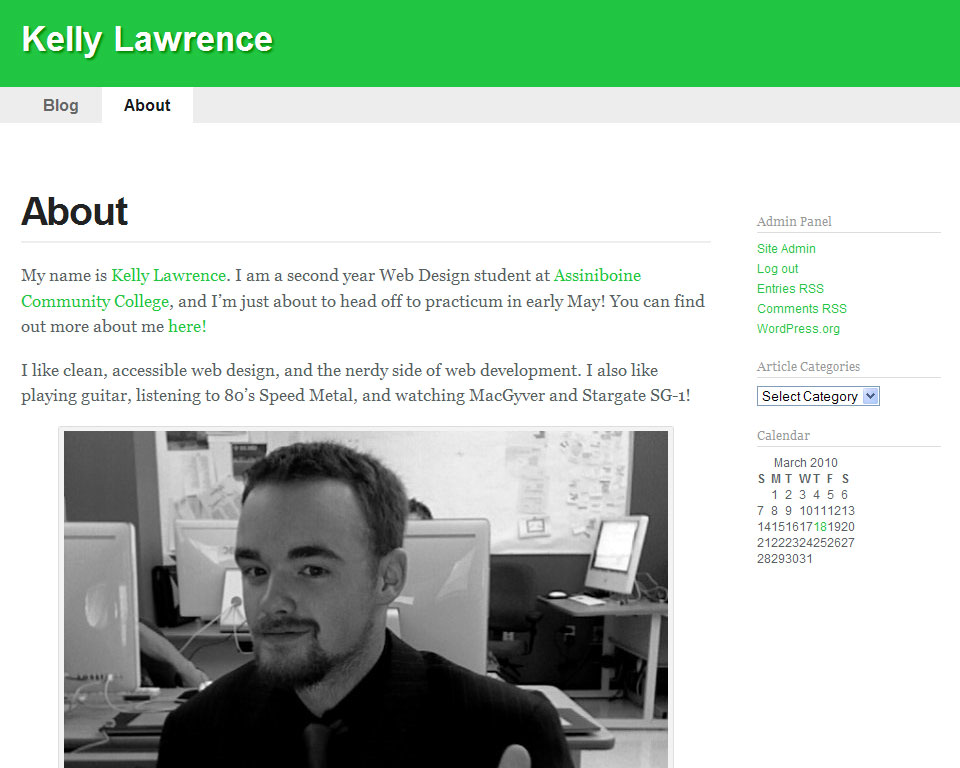 Kelly Lawrence
Blog
About
About
My name is Kelly Lawrence. I am a second year Web Design student at Assiniboine
Community College, and I’m just about to head off to practicum in early May! You can find
out more about me here!
I like clean, accessible web design, and the nerdy side of web development. I also like
playing guitar, listening to 80’s Speed Metal, and watching MacGyver and Stargate SG-1!
Admin Panel
Site Admin
Log out
Entries RSS
Comments RSS
WordPress.org
Article Categories
Select Category
Calendar
March 2010
S M T W T F S
1 2 3 4 5 6
7 8 9 10 11 12 13
14 15 16 17 18 19 20
21 22 23 24 25 26 27
28 29 30 31